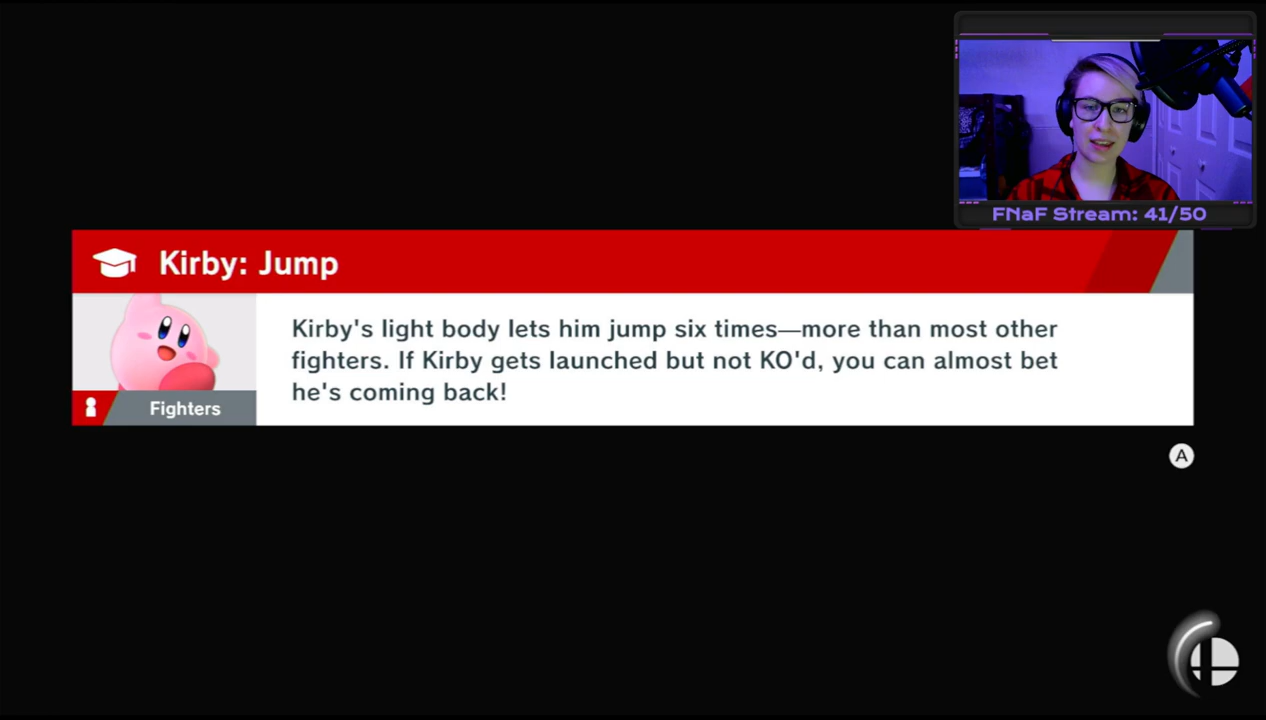 FNaF Stream: 41/50
Kirby: Jump
Kirby's light body lets him jump six times—more than most other
fighters. If Kirby gets launched but not KO'd, you can almost bet
he's coming back!
Fighters
A